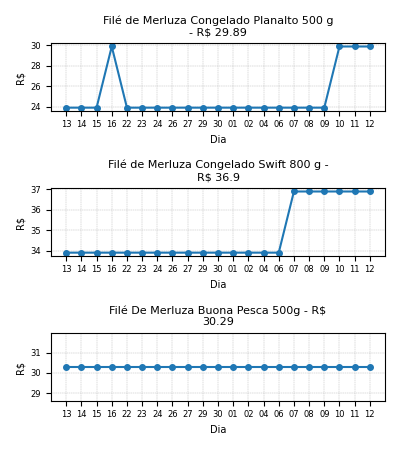 Filé de Merluza Congelado Planalto 500 g
- R$ 29.89
30
28
26
24
R$
13 14 15 16 22 23 24 26 27 29 30 01 02 04 06 07 08 09 10 11 12
Dia
Filé de Merluza Congelado Swift 800 g -
R$ 36.9
37
36
35
34
R$
13 14 15 16 22 23 24 26 27 29 30 01 02 04 06 07 08 09 10 11 12
Dia
Filé De Merluza Buona Pesca 500g - R$
30.29
31
30
29
R$
13 14 15 16 22 23 24 26 27 29 30 01 02 04 06 07 08 09 10 11 12
Dia